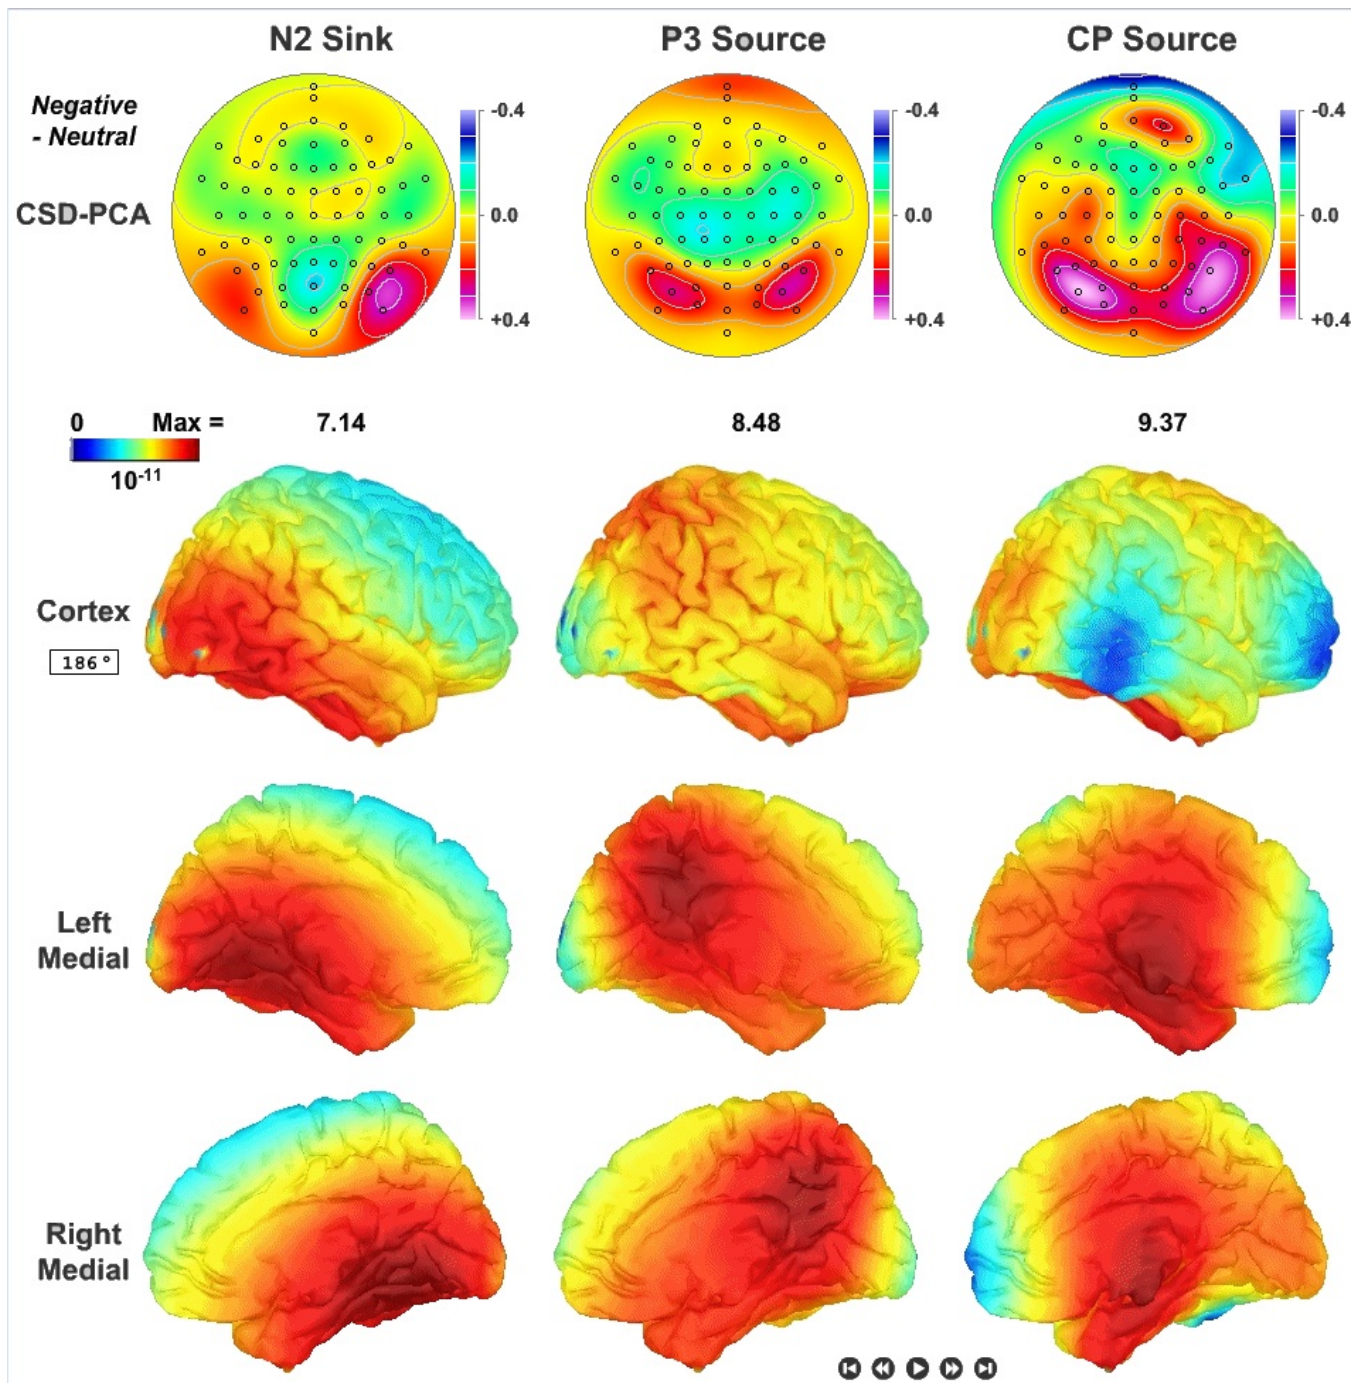 N2 Sink P3 Source CP Source
Negative
- Neutral
-0.4 -0.4 -0.4
CSD-PCA
0.0 0.0 0.0
+0.4 +0.4 +0.4
0 Max = 7.14 8.48 9.37
10-11
Cortex
186°
Left
Medial
Right
Medial